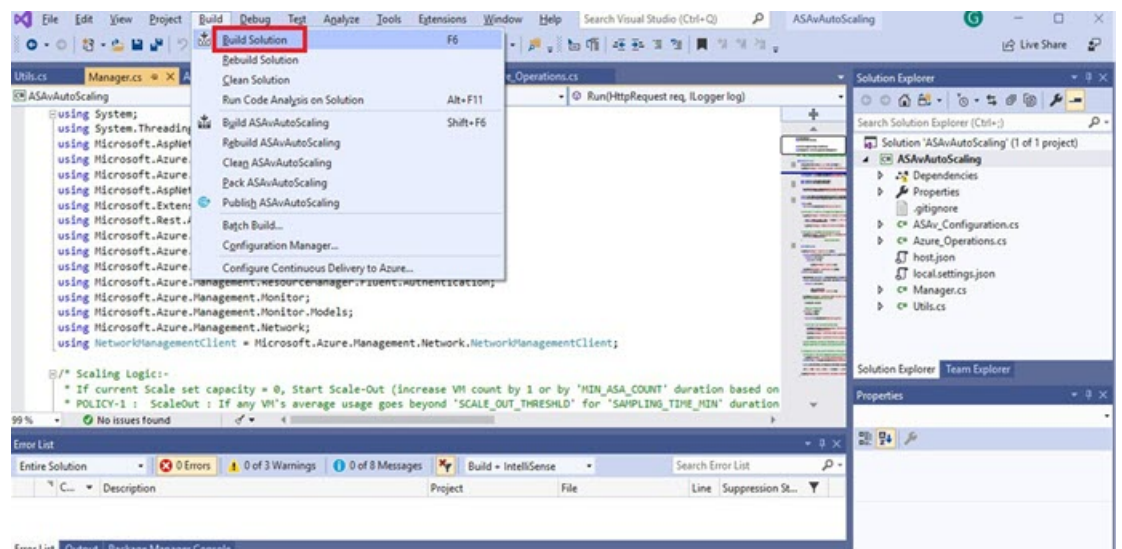 File Edit View Project Build Debug Test Analyze Tools Extensions Window Help Search Visual Studio (Ctrl+Q) ASAvAutoScaling G
Live Share
Build Solution F6
Rebuild Solution
Clean Solution
Run Code Analysis on Solution Alt+F11
Build ASAvAutoScaling Shift+F6
Rebuild ASAvAutoScaling
Clean ASAvAutoScaling
Pack ASAvAutoScaling
Publish ASAvAutoScaling
Batch Build...
Configuration Manager...
Configure Continuous Delivery to Azure...
Utils.cs Manager.cs e_Operations.cs
ASAvAutoScaling Run(HttpRequest req, ILogger log)
using System;
using System.Threading
using Microsoft.AspNet
using Microsoft.Azure.
using Microsoft.Azure.
using Microsoft.AspNet
using Microsoft.Extens
using Microsoft.Rest.A
using Microsoft.Azure.
using Microsoft.Azure.
using Microsoft.Azure.
using Microsoft.Azure.Management.ResourceManager.Fluent.Authentication;
using Microsoft.Azure.Management.Monitor;
using Microsoft.Azure.Management.Monitor.Models;
using Microsoft.Azure.Management.Network;
using NetworkManagementClient = Microsoft.Azure.Management.Network.NetworkManagementClient;
/* Scaling Logic:-
* If current Scale set capacity = 0, Start Scale-Out (increase VM count by 1 or by 'MIN_ASA_COUNT' duration based on
* POLICY-1 : ScaleOut : If any VM's average usage goes beyond 'SCALE_OUT_THRESHLD' for 'SAMPLING_TIME_MIN' duration
99 % No issues found
Error List
Entire Solution 0 Errors 0 of 3 Warnings 0 of 8 Messages Build + IntelliSense Search Error List
C... Description Project File Line Suppression St...
Error List Output Package Manager Console
Solution Explorer
Search Solution Explorer (Ctrl+;)
Solution 'ASAvAutoScaling' (1 of 1 project)
ASAvAutoScaling
Dependencies
Properties
.gitignore
ASAv_Configuration.cs
Azure_Operations.cs
host.json
local.settings.json
Manager.cs
Utils.cs
Solution Explorer Team Explorer
Properties